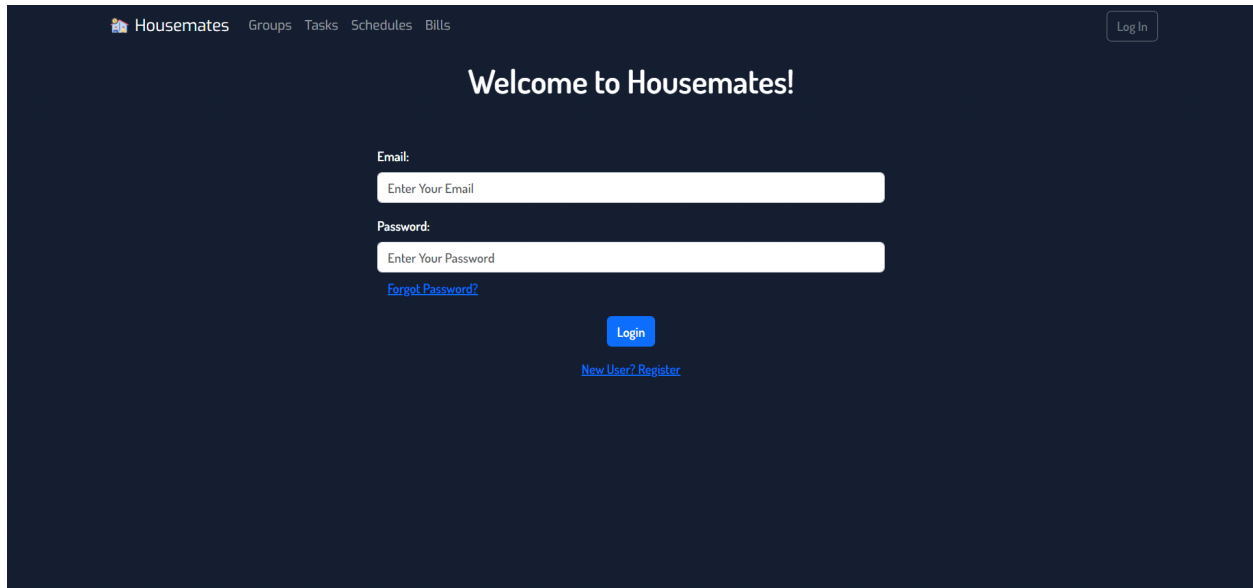 Housemates Groups Tasks Schedules Bills Log In
Welcome to Housemates!
Email:
Enter Your Email
Password:
Enter Your Password
Forgot Password?
Login
New User? Register